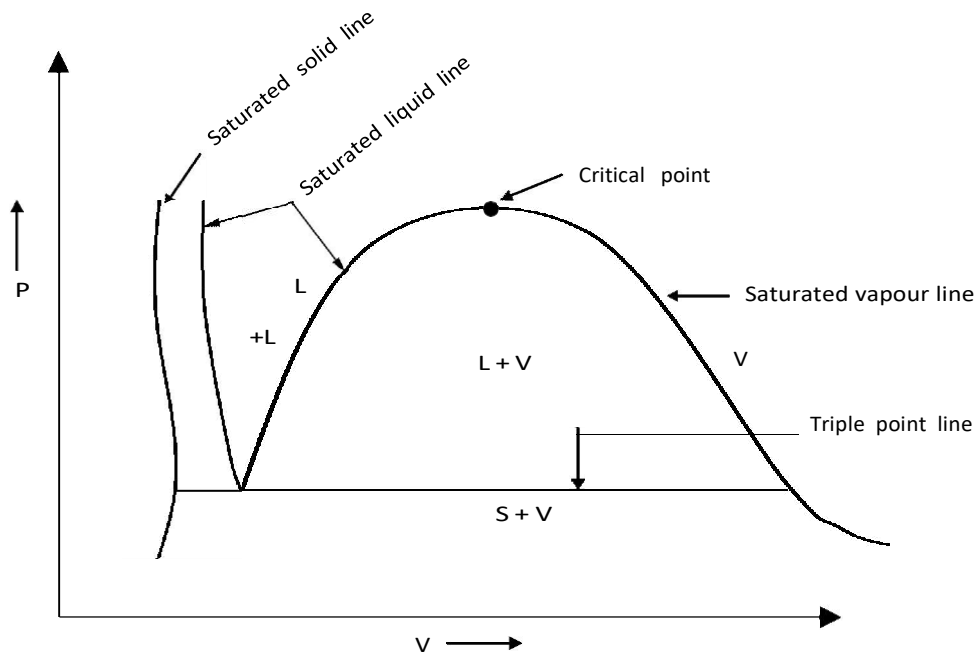 Saturated solid line
Saturated liquid line
Critical point
P
L
Saturated vapour line
+L
L + V
V
Triple point line
S + V
V